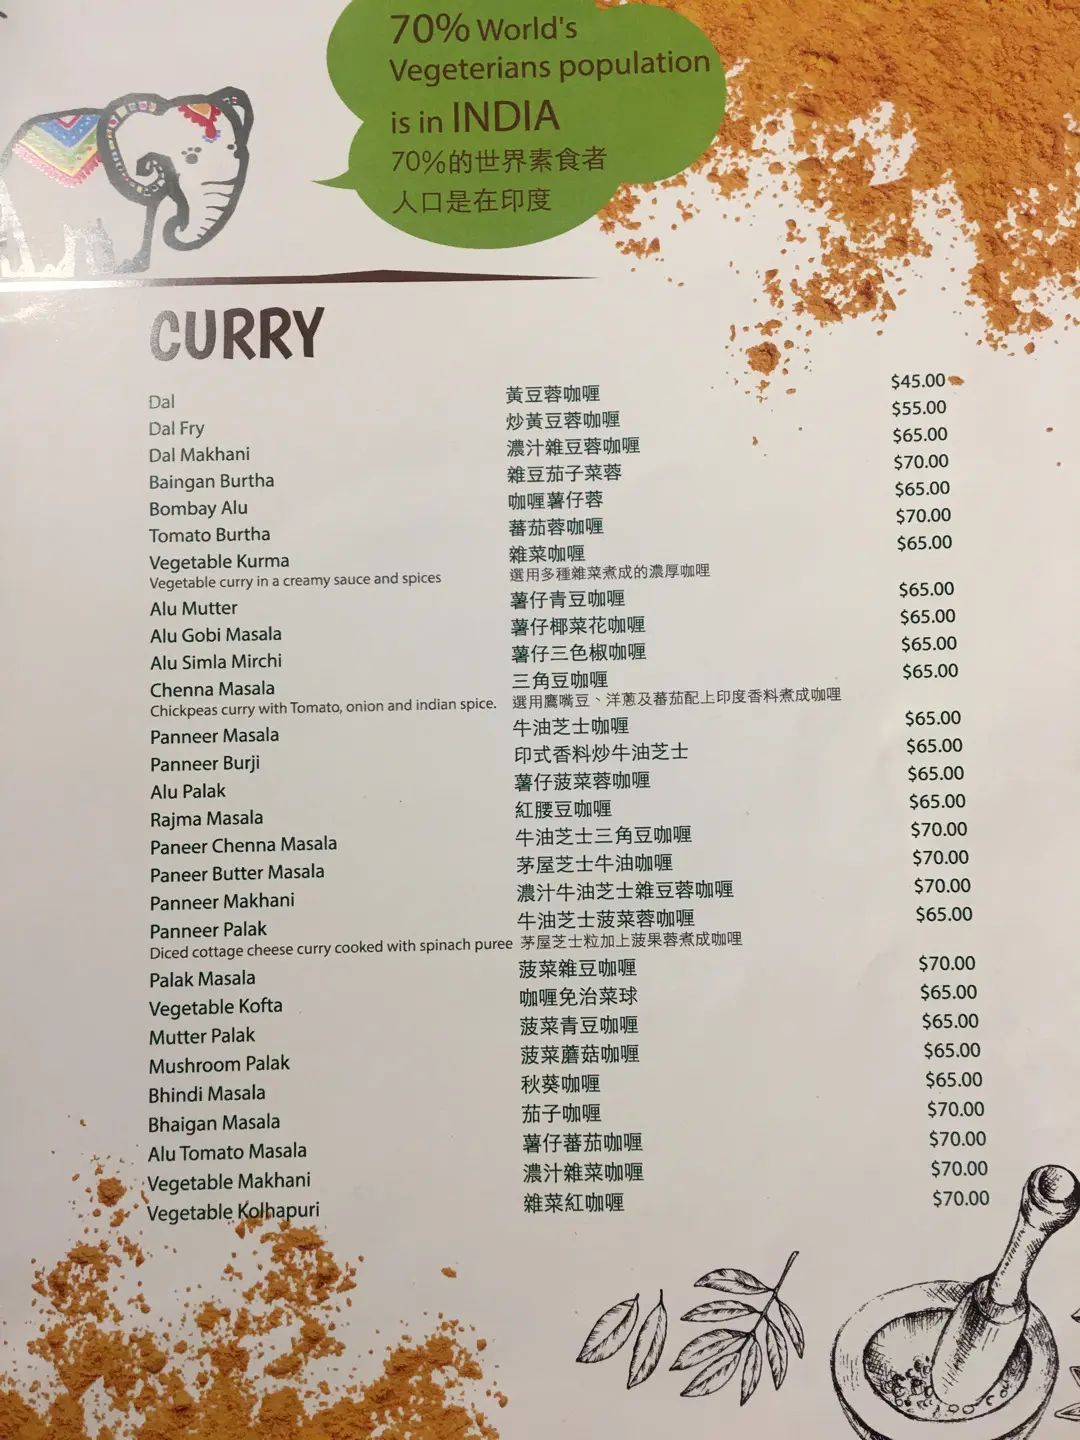 70% World's
Vegeterians population
is in INDIA
70%的世界素食者
人口是在印度
CURRY
Dal 黃豆蓉咖喱 $45.00
Dal Fry 炒黃豆蓉咖喱 $55.00
Dal Makhani 濃汁雜豆蓉咖喱 $65.00
Baingan Burtha 雜豆茄子菜蓉 $70.00
Bombay Alu 咖喱薯仔蓉 $65.00
Tomato Burtha 蕃茄蓉咖喱 $70.00
Vegetable Kurma 雜菜咖喱 $65.00
Vegetable curry in a creamy sauce and spices 選用多種雜菜煮成的濃厚咖哩
Alu Mutter 薯仔青豆咖喱 $65.00
Alu Gobi Masala 薯仔椰菜花咖喱 $65.00
Alu Simla Mirchi 薯仔三色椒咖喱 $65.00
Chenna Masala 三角豆咖喱 $65.00
Chickpeas curry with Tomato, onion and indian spice. 選用鷹嘴豆、洋蔥及蕃茄配上印度香料煮成咖哩
Panneer Masala 牛油芝士咖喱 $65.00
Panneer Burji 印式香料炒牛油芝士 $65.00
Alu Palak 薯仔菠菜蓉咖喱 $65.00
Rajma Masala 紅腰豆咖喱 $65.00
Paneer Chenna Masala 牛油芝士三角豆咖喱 $70.00
Paneer Butter Masala 茅屋芝士牛油咖喱 $70.00
Panneer Makhani 濃汁牛油芝士雜豆蓉咖喱 $70.00
Panneer Palak 牛油芝士菠菜蓉咖喱 $65.00
Diced cottage cheese curry cooked with spinach puree 茅屋芝士粒加上菠果蓉煮成咖哩
Palak Masala 菠菜雜豆咖喱 $70.00
Vegetable Kofta 咖喱免治菜球 $65.00
Mutter Palak 菠菜青豆咖喱 $65.00
Mushroom Palak 菠菜蘑菇咖喱 $65.00
Bhindi Masala 秋葵咖喱 $65.00
Bhaigan Masala 茄子咖喱 $70.00
Alu Tomato Masala 薯仔蕃茄咖喱 $70.00
Vegetable Makhani 濃汁雜菜咖喱 $70.00
Vegetable Kolhapuri 雜菜紅咖喱 $70.00